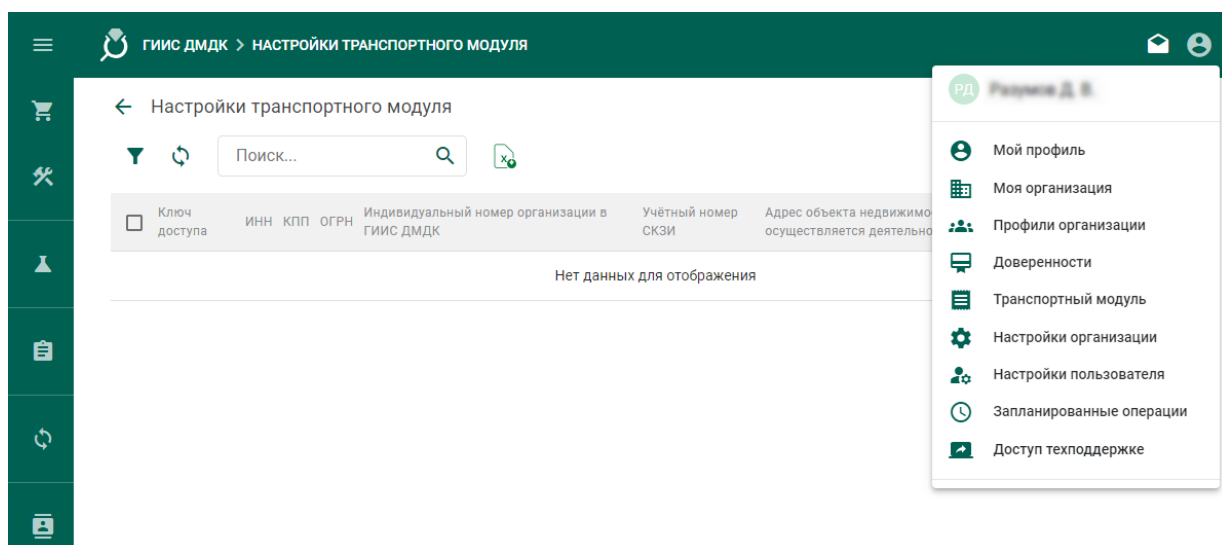 ГИИС ДМДК > НАСТРОЙКИ ТРАНСПОРТНОГО МОДУЛЯ
Настройки транспортного модуля
Поиск...
Ключ доступа
ИНН
КПП
ОГРН
Индивидуальный номер организации в
ГИИС ДМДК
Учётный номер
СКЗИ
Адрес объекта недвижимо
осуществляется деятельно
Нет данных для отображения
РД
Мой профиль
Моя организация
Профили организации
Доверенности
Транспортный модуль
Настройки организации
Настройки пользователя
Запланированные операции
Доступ техподдержке